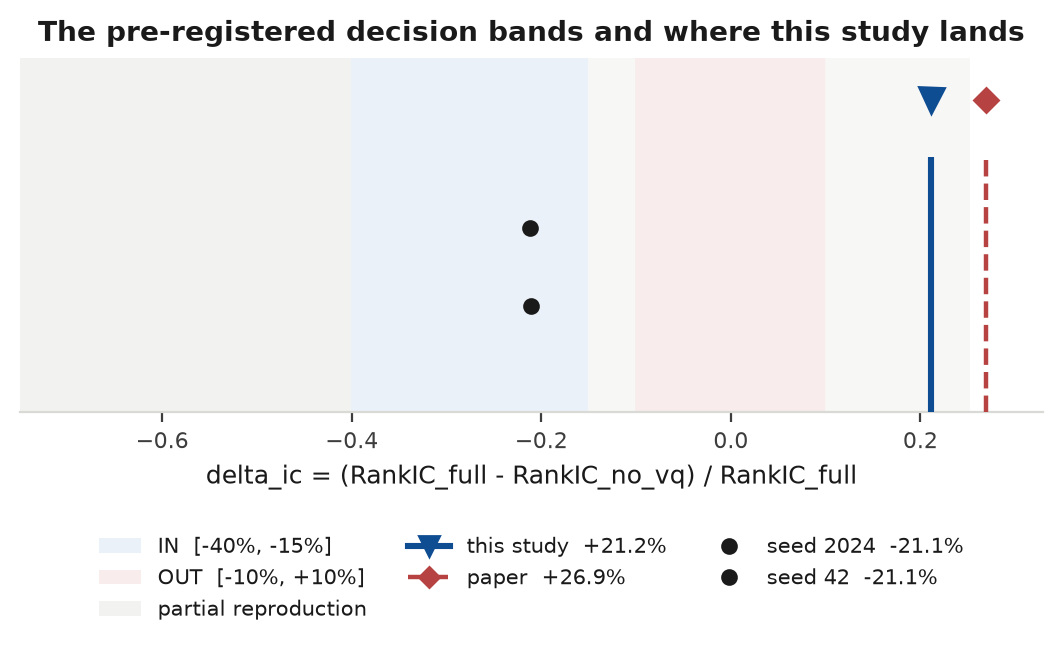 The pre-registered decision bands and where this study lands
−0.6
−0.4
−0.2
0.0
0.2
delta_ic = (RankIC_full - RankIC_no_vq) / RankIC_full
IN  [-40%, -15%]
OUT  [-10%, +10%]
partial reproduction
this study  +21.2%
paper  +26.9%
seed 2024  -21.1%
seed 42  -21.1%